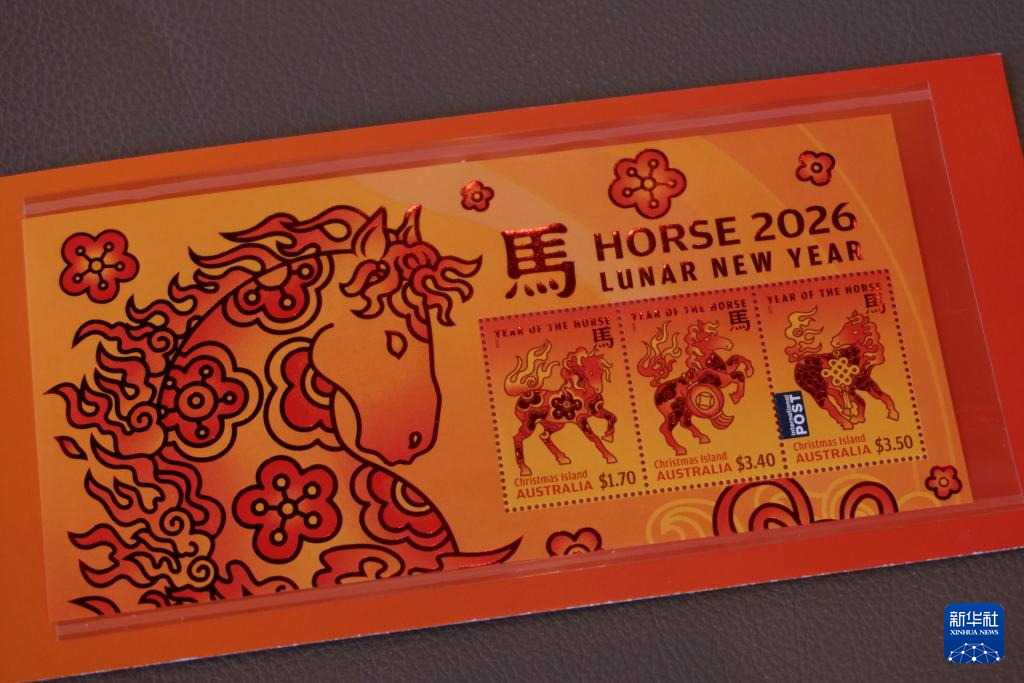 馬
HORSE 2026
LUNAR NEW YEAR
YEAR OF THE HORSE
馬
Christmas Island
AUSTRALIA $1.70
YEAR OF THE HORSE
馬
Christmas Island
AUSTRALIA $3.40
YEAR OF THE HORSE
馬
International
POST
Christmas Island
AUSTRALIA $3.50
新华社
XINHUA NEWS